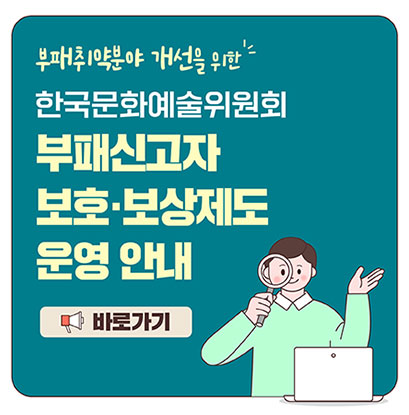 부패취약분야 개선을 위한
한국문화예술위원회
부패신고자
보호·보상제도
운영 안내
바로가기